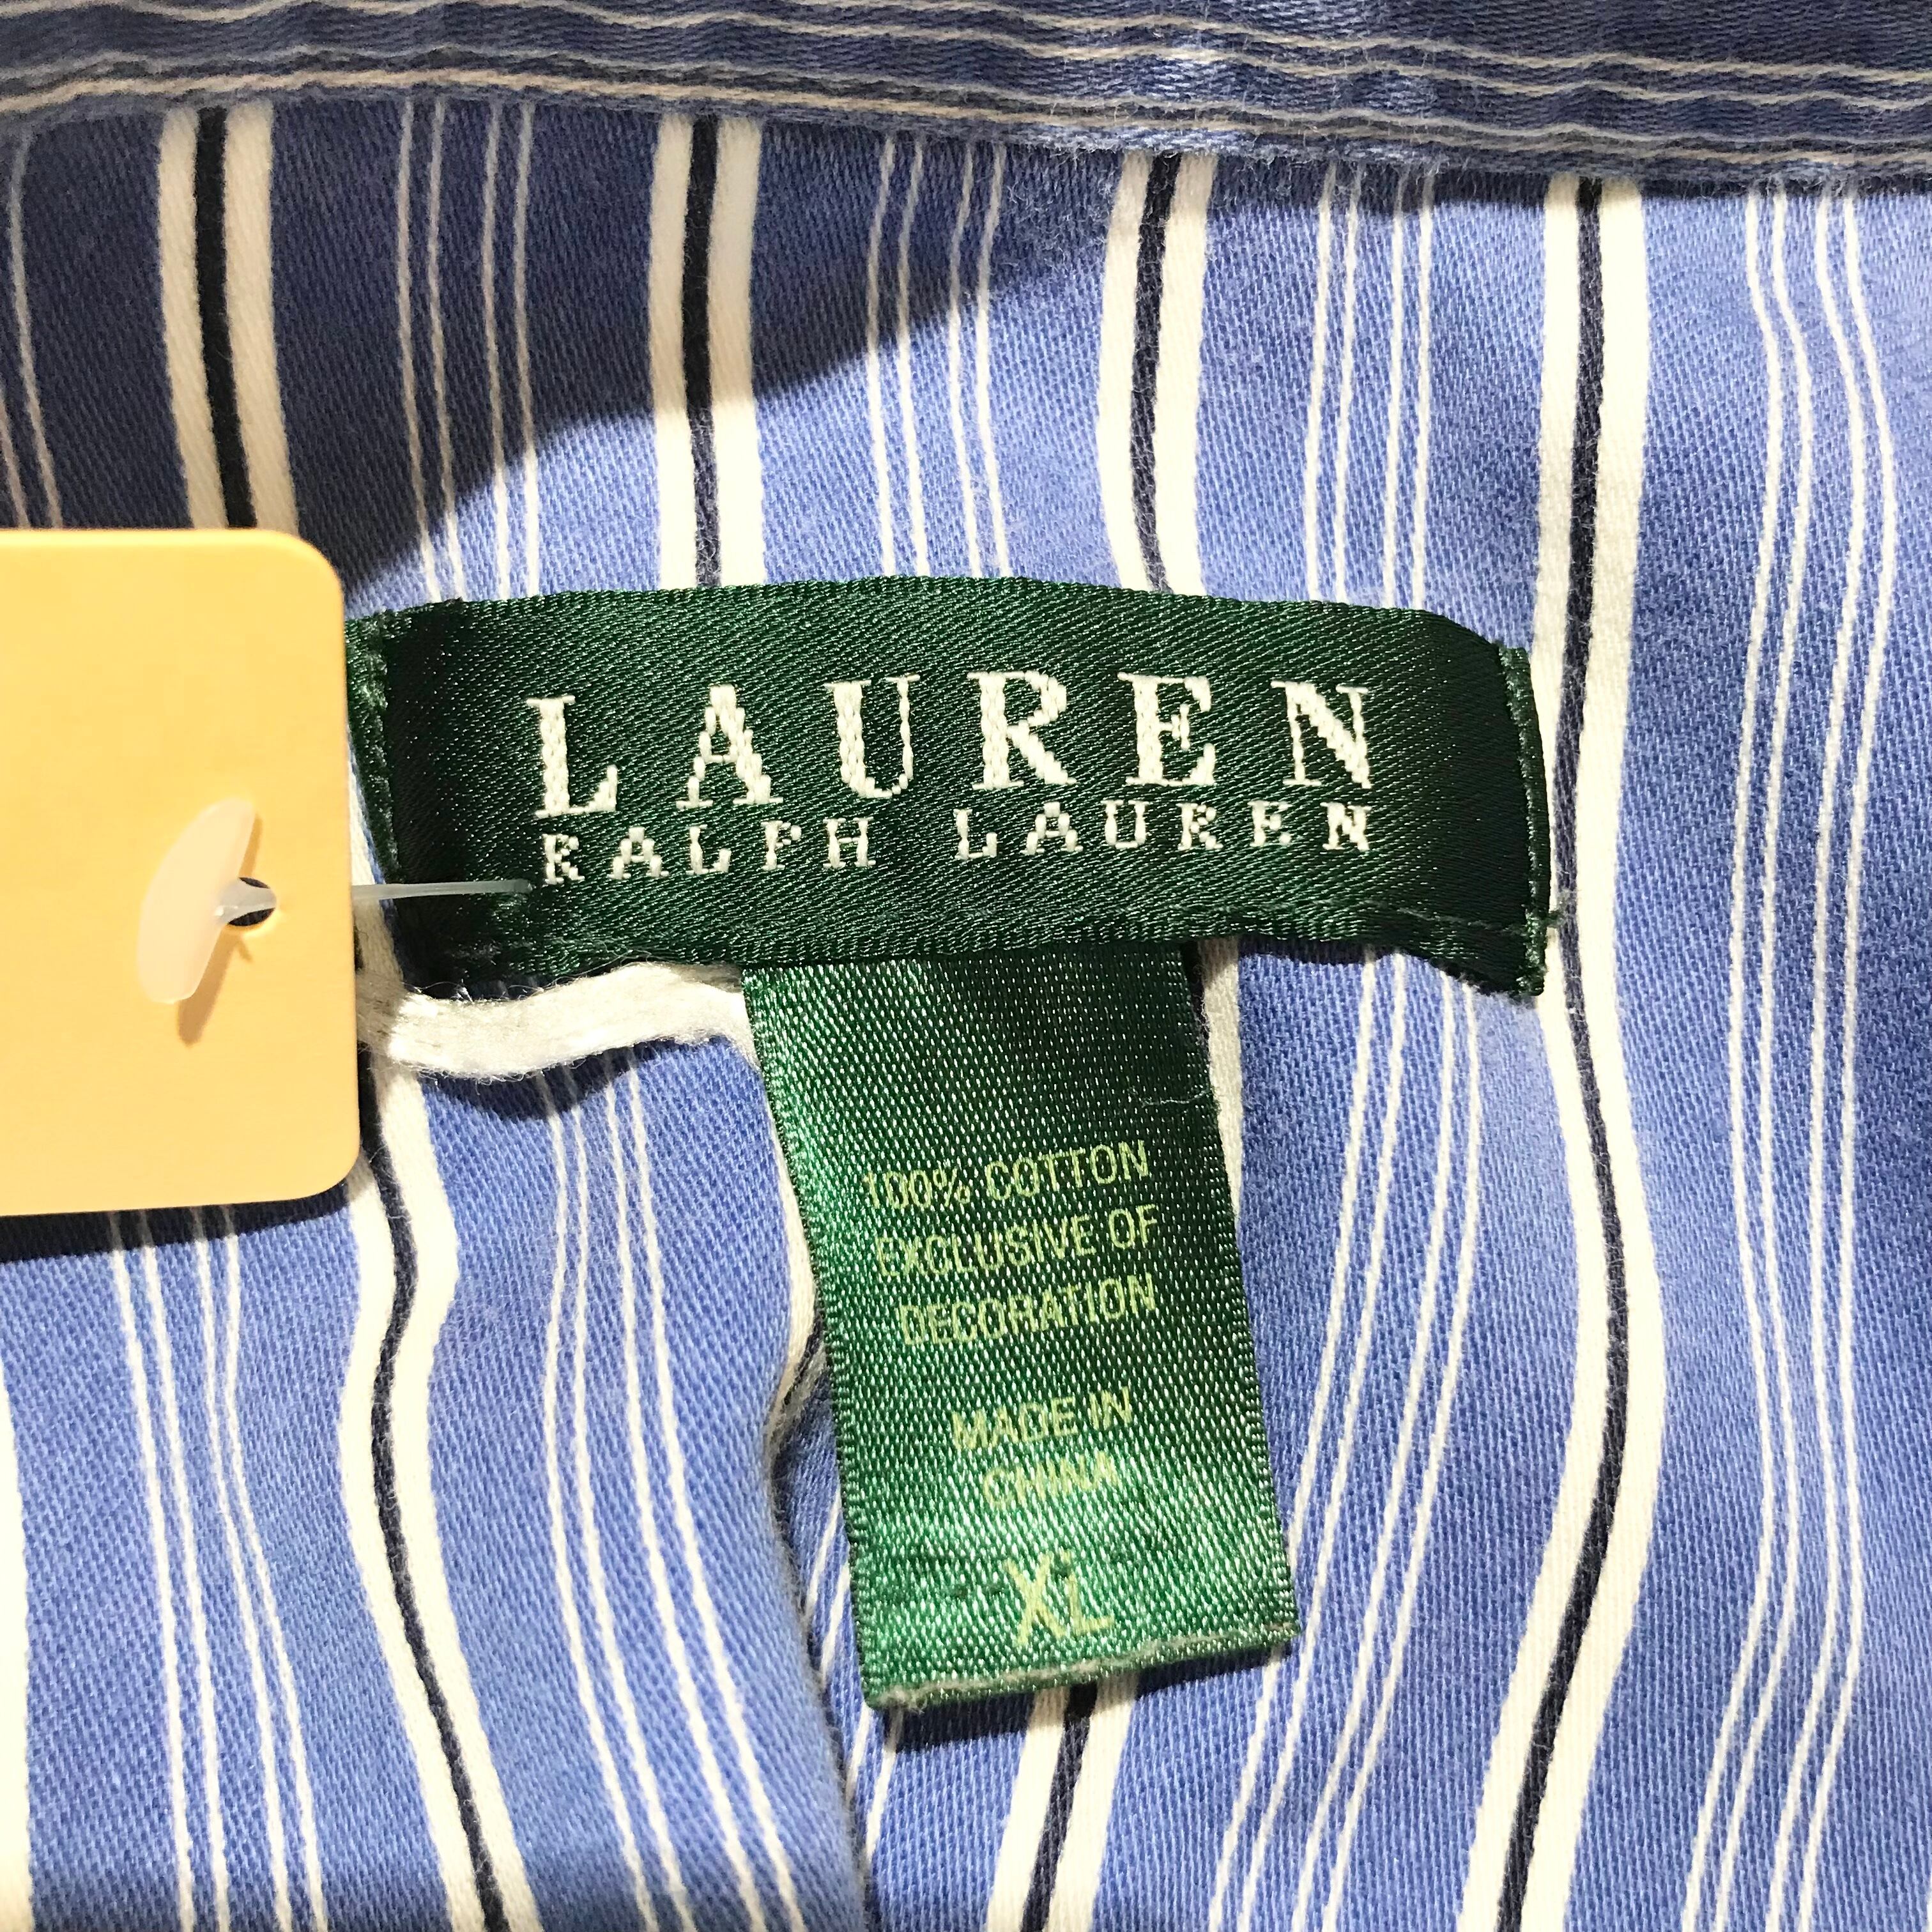 LAUREN
RALPH LAUREN
100% COTTON
EXCLUSIVE OF
DECORATION
MADE IN
CHINA
XL